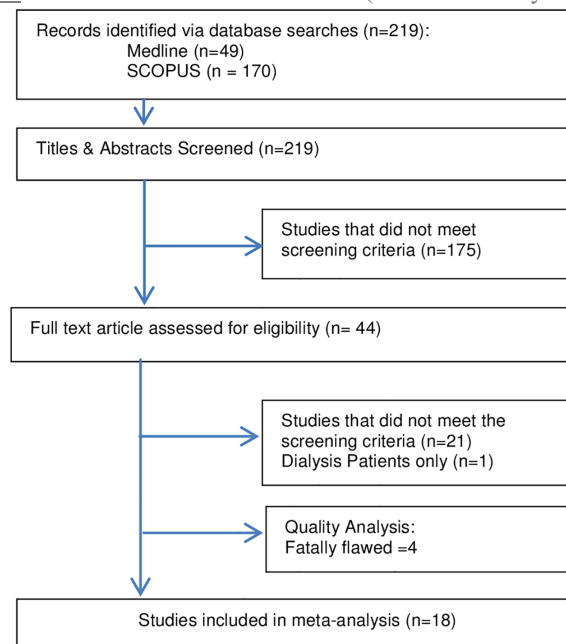 Records identified via database searches (n=219):
Medline (n=49)
SCOPUS (n = 170)
Titles & Abstracts Screened (n=219)
Studies that did not meet
screening criteria (n=175)
Full text article assessed for eligibility (n= 44)
Studies that did not meet the
screening criteria (n=21)
Dialysis Patients only (n=1)
Quality Analysis:
Fatally flawed =4
Studies included in meta-analysis (n=18)